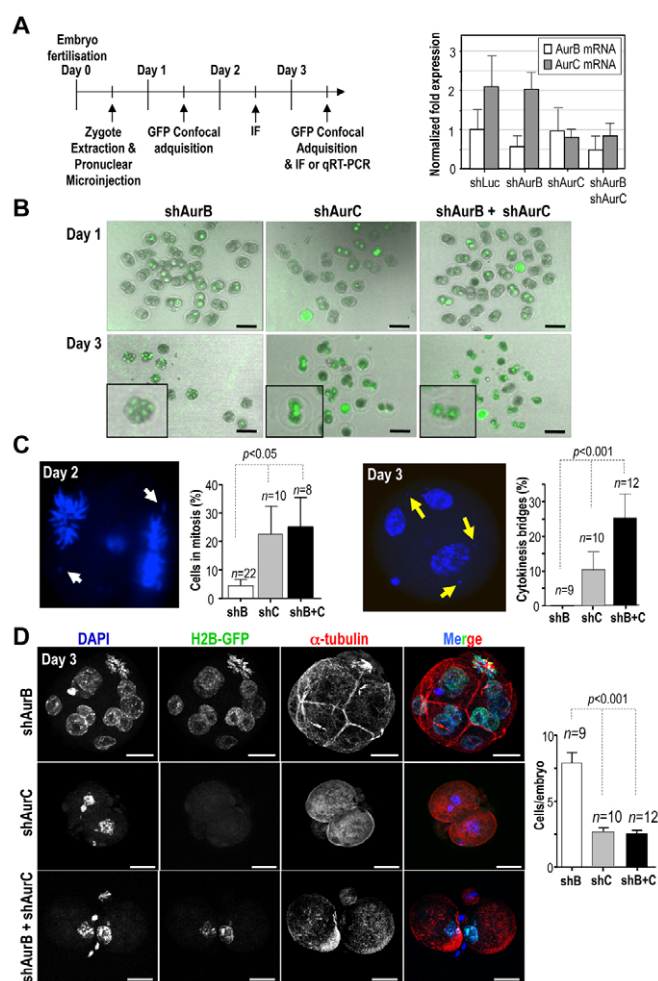 A
Embryo
fertilisation
Day 0
Day 1
Day 2
Day 3
Zygote
Extraction &
Pronuclear
Microinjection
GFP Confocal
adquisition
IF
GFP Confocal
Adquisition
& IF or qRT-PCR
Normalized fold expression
3
2
1
0
AurB mRNA
AurC mRNA
shLuc
shAurB
shAurC
shAurB
shAurC
B
shAurB
shAurC
shAurB + shAurC
Day 1
Day 3
C
Day 2
Cells in mitosis (%)
40
30
20
10
0
p<0.05
n=22
n=10
n=8
shB
shC
shB+C
Day 3
Cytokinesis bridges (%)
30
20
10
0
p<0.001
n=9
n=10
n=12
shB
shC
shB+C
D
DAPI
H2B-GFP
α-tubulin
Merge
Day 3
shAurB
shAurC
shAurB + shAurC
Cells/embryo
10
5
0
p<0.001
n=9
n=10
n=12
shB
shC
shB+C